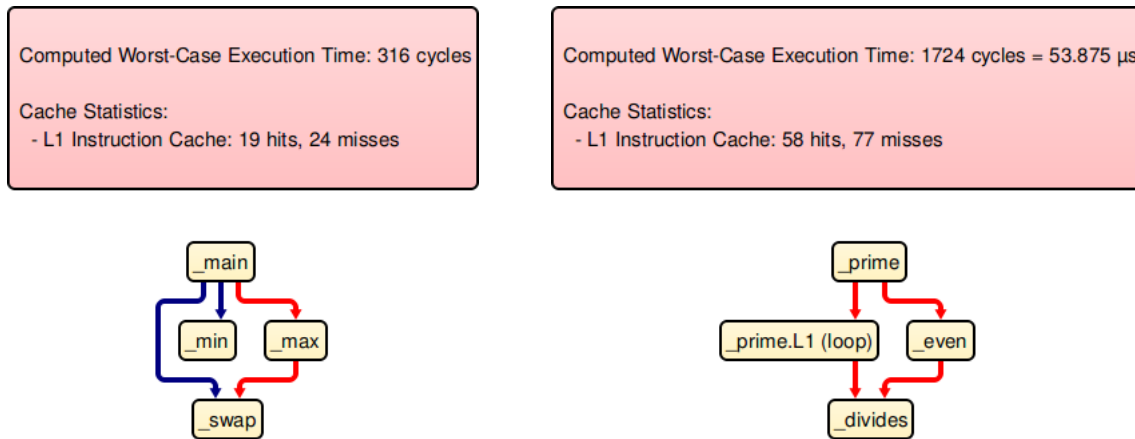 Computed Worst-Case Execution Time: 316 cycles
Cache Statistics:
- L1 Instruction Cache: 19 hits, 24 misses
_main
_min
_max
_swap
Computed Worst-Case Execution Time: 1724 cycles = 53.875 µs
Cache Statistics:
- L1 Instruction Cache: 58 hits, 77 misses
_prime
_prime.L1 (loop)
_even
_divides